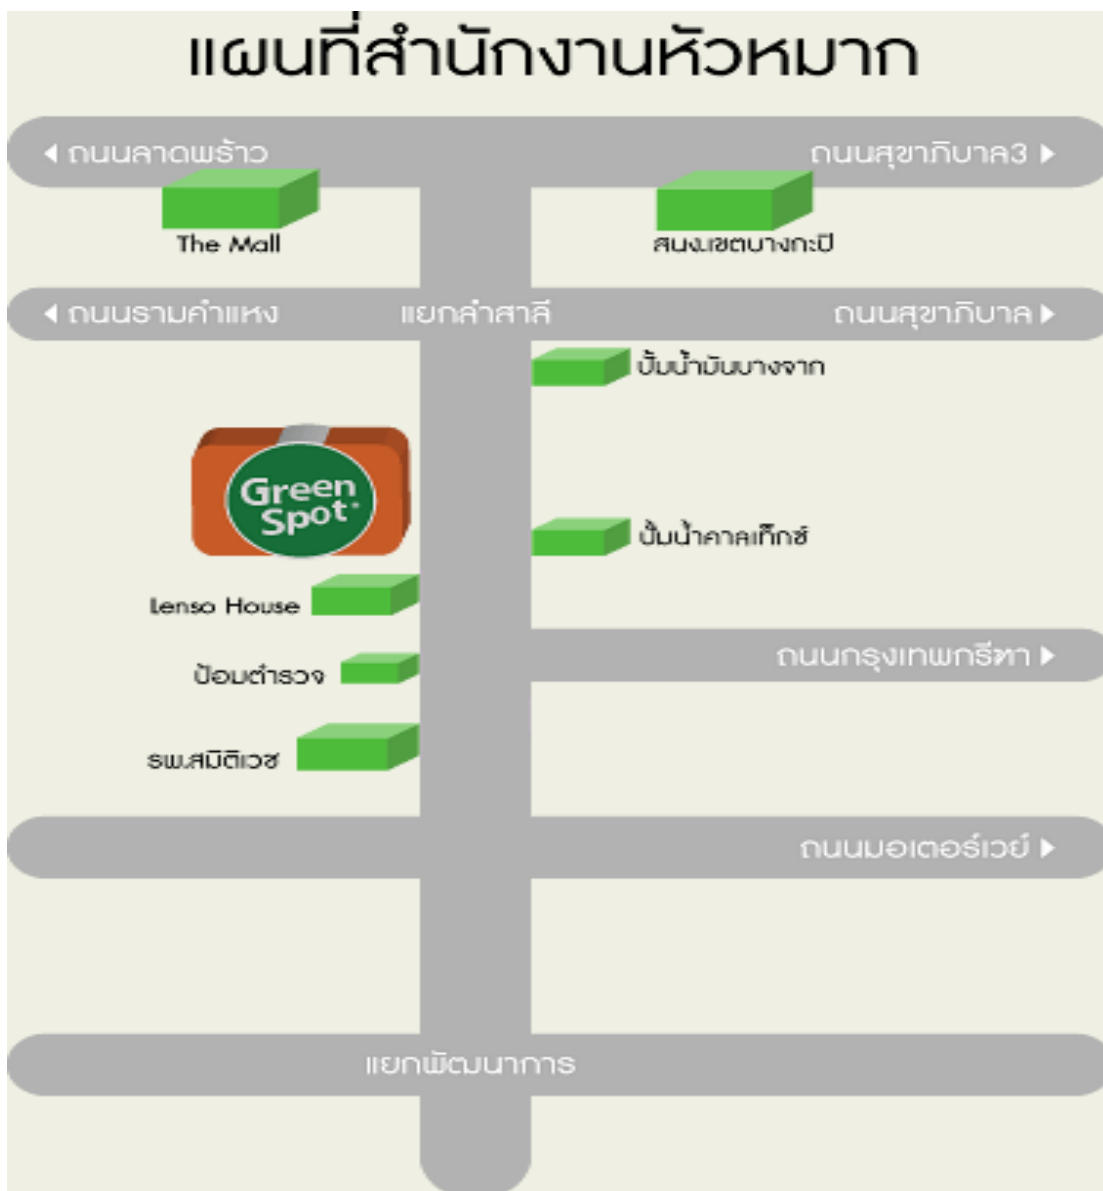 แผนที่สำนักงานหัวหมาก
ถนนลาดพร้าว
ถนนสุขาภิบาล3
The Mall
สนง.เขตบางกะปิ
ถนนรามคำแหง
แยกลำสาลี
ถนนสุขาภิบาล
ปั้มน้ำมันบางจาก
Green
Spot
ปั้มน้ำคาลเท็กซ์
Lenso House
ถนนกรุงเทพกรีฑา
ป้อมตำรวจ
รพ.สมิติเวช
ถนนมอเตอร์เวย์
แยกพัฒนาการ